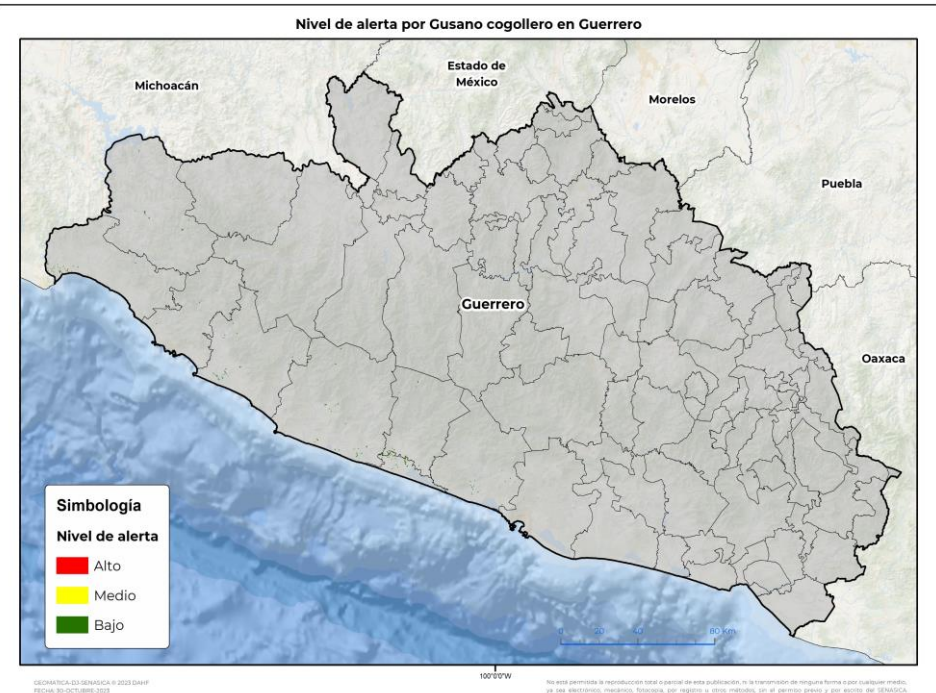 Nivel de alerta por Gusano cogollero en Guerrero
Michoacán
Estado de
México
Morelos
Puebla
Guerrero
Oaxaca
Simbología
Nivel de alerta
Alto
Medio
Bajo
0 20 40 80 Km
100°0'0"W
GEOMÁTICA-DJ-SENASICA ® 2023 DAHF
FECHA: 30-OCTUBRE-2023
No está permitida la reproducción total o parcial de esta publicación, ni la transmisión de ninguna forma o por cualquier medio,
ya sea electrónico, mecánico, fotocopia, por registro u otros métodos, sin el permiso previo y por escrito del SENASICA.